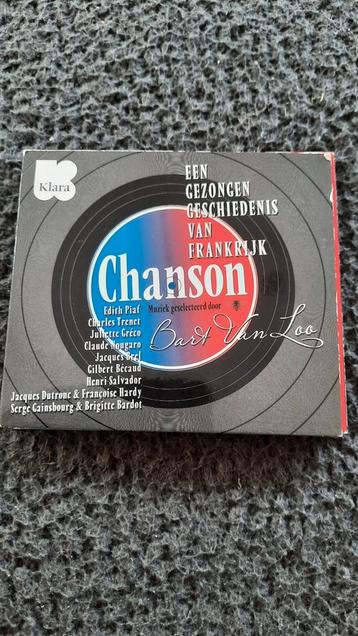 Klara
EEN
GEZONGEN
GESCHIEDENIS
VAN
FRANKRIJK
Chanson
Muziek geselecteerd door
Bart Van Loo
Edith Piaf
Charles Trenet
Juliette Gréco
Claude Nougaro
Jacques Brel
Gilbert Bécaud
Henri Salvador
Jacques Dutronc & Françoise Hardy
Serge Gainsbourg & Brigitte Bardot